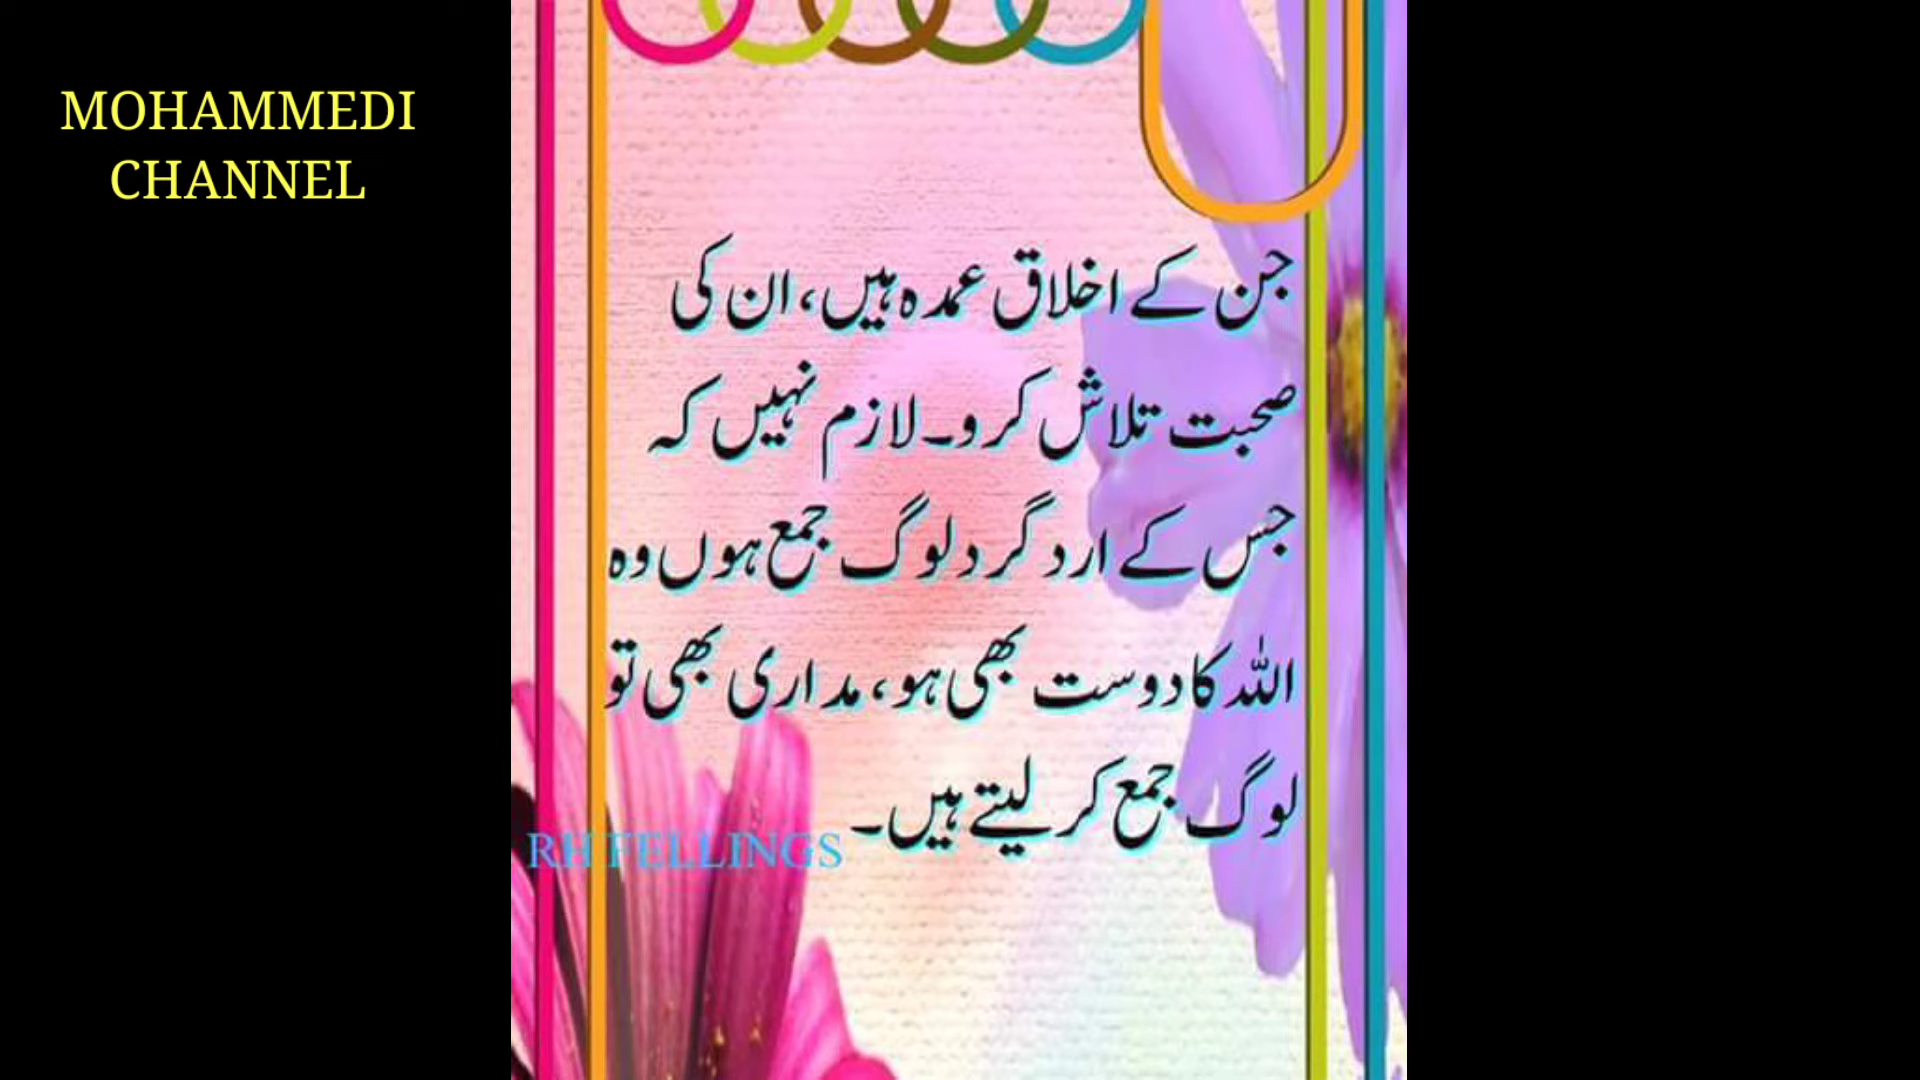 MOHAMMEDI
CHANNEL
جن کے اخلاق عمدہ ہیں، ان کی
صحبت تلاش کرو۔ لازم نہیں کہ
جس کے ارد گرد لوگ جمع ہوں وہ
اللہ کا دوست بھی ہو، مداری بھی تو
لوگ جمع کر لیتے ہیں۔
RH FELLINGS